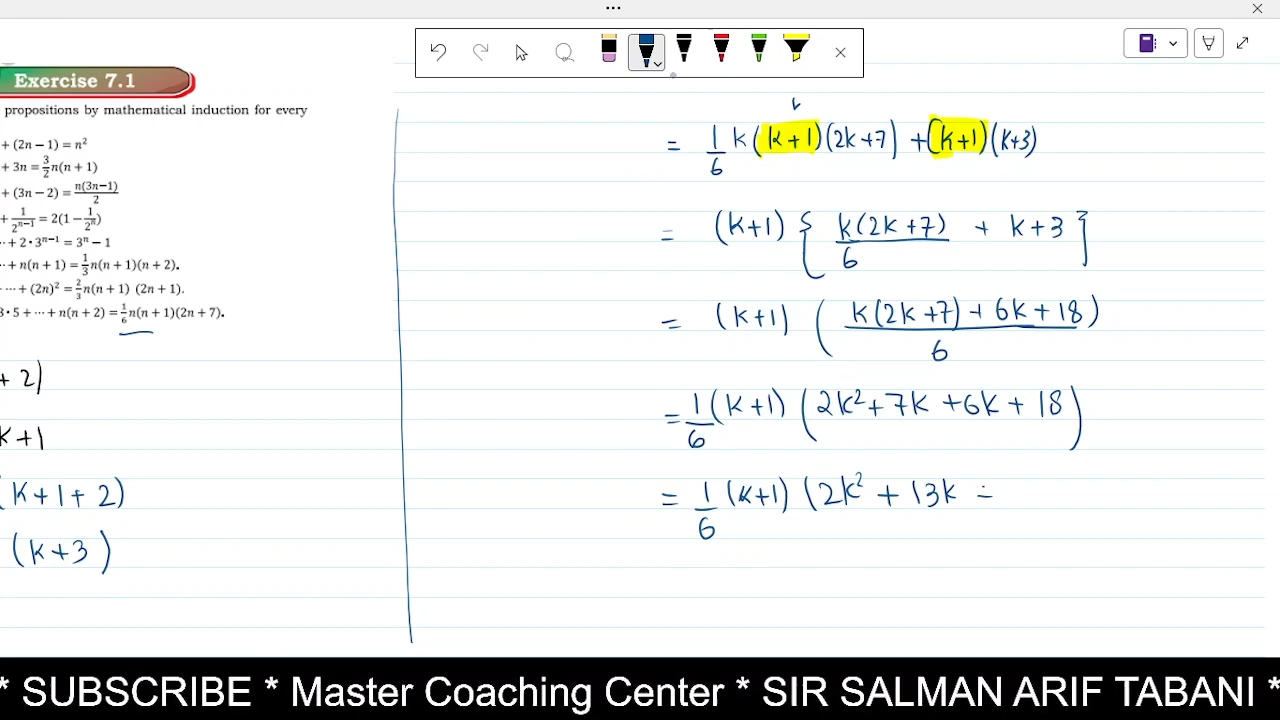 Exercise 7.1
propositions by mathematical induction for every
+ (2n − 1) = n²
+ 3n = 3/2 n(n + 1)
+ (3n − 2) = n(3n−1)/2
+ 1/2ⁿ⁻¹ = 2(1 − 1/2ⁿ)
·· + 2 · 3ⁿ⁻¹ = 3ⁿ − 1
·· + n(n + 1) = 1/3 n(n + 1)(n + 2).
··· + (2n)² = 2/3 n(n + 1) (2n + 1).
3 · 5 + ··· + n(n + 2) = 1/6 n(n + 1)(2n + 7).
+ 2)
k + 1
(k + 1 + 2)
(k + 3)
= 1/6 k (k + 1)(2k + 7) + (k + 1)(k + 3)
= (k + 1) { k(2k + 7)/6 + k + 3 }
= (k + 1) ( k(2k + 7) + 6k + 18 / 6 )
= 1/6 (k + 1) (2k² + 7k + 6k + 18)
= 1/6 (k + 1) (2k² + 13k =
* SUBSCRIBE * Master Coaching Center * SIR SALMAN ARIF TABANI *